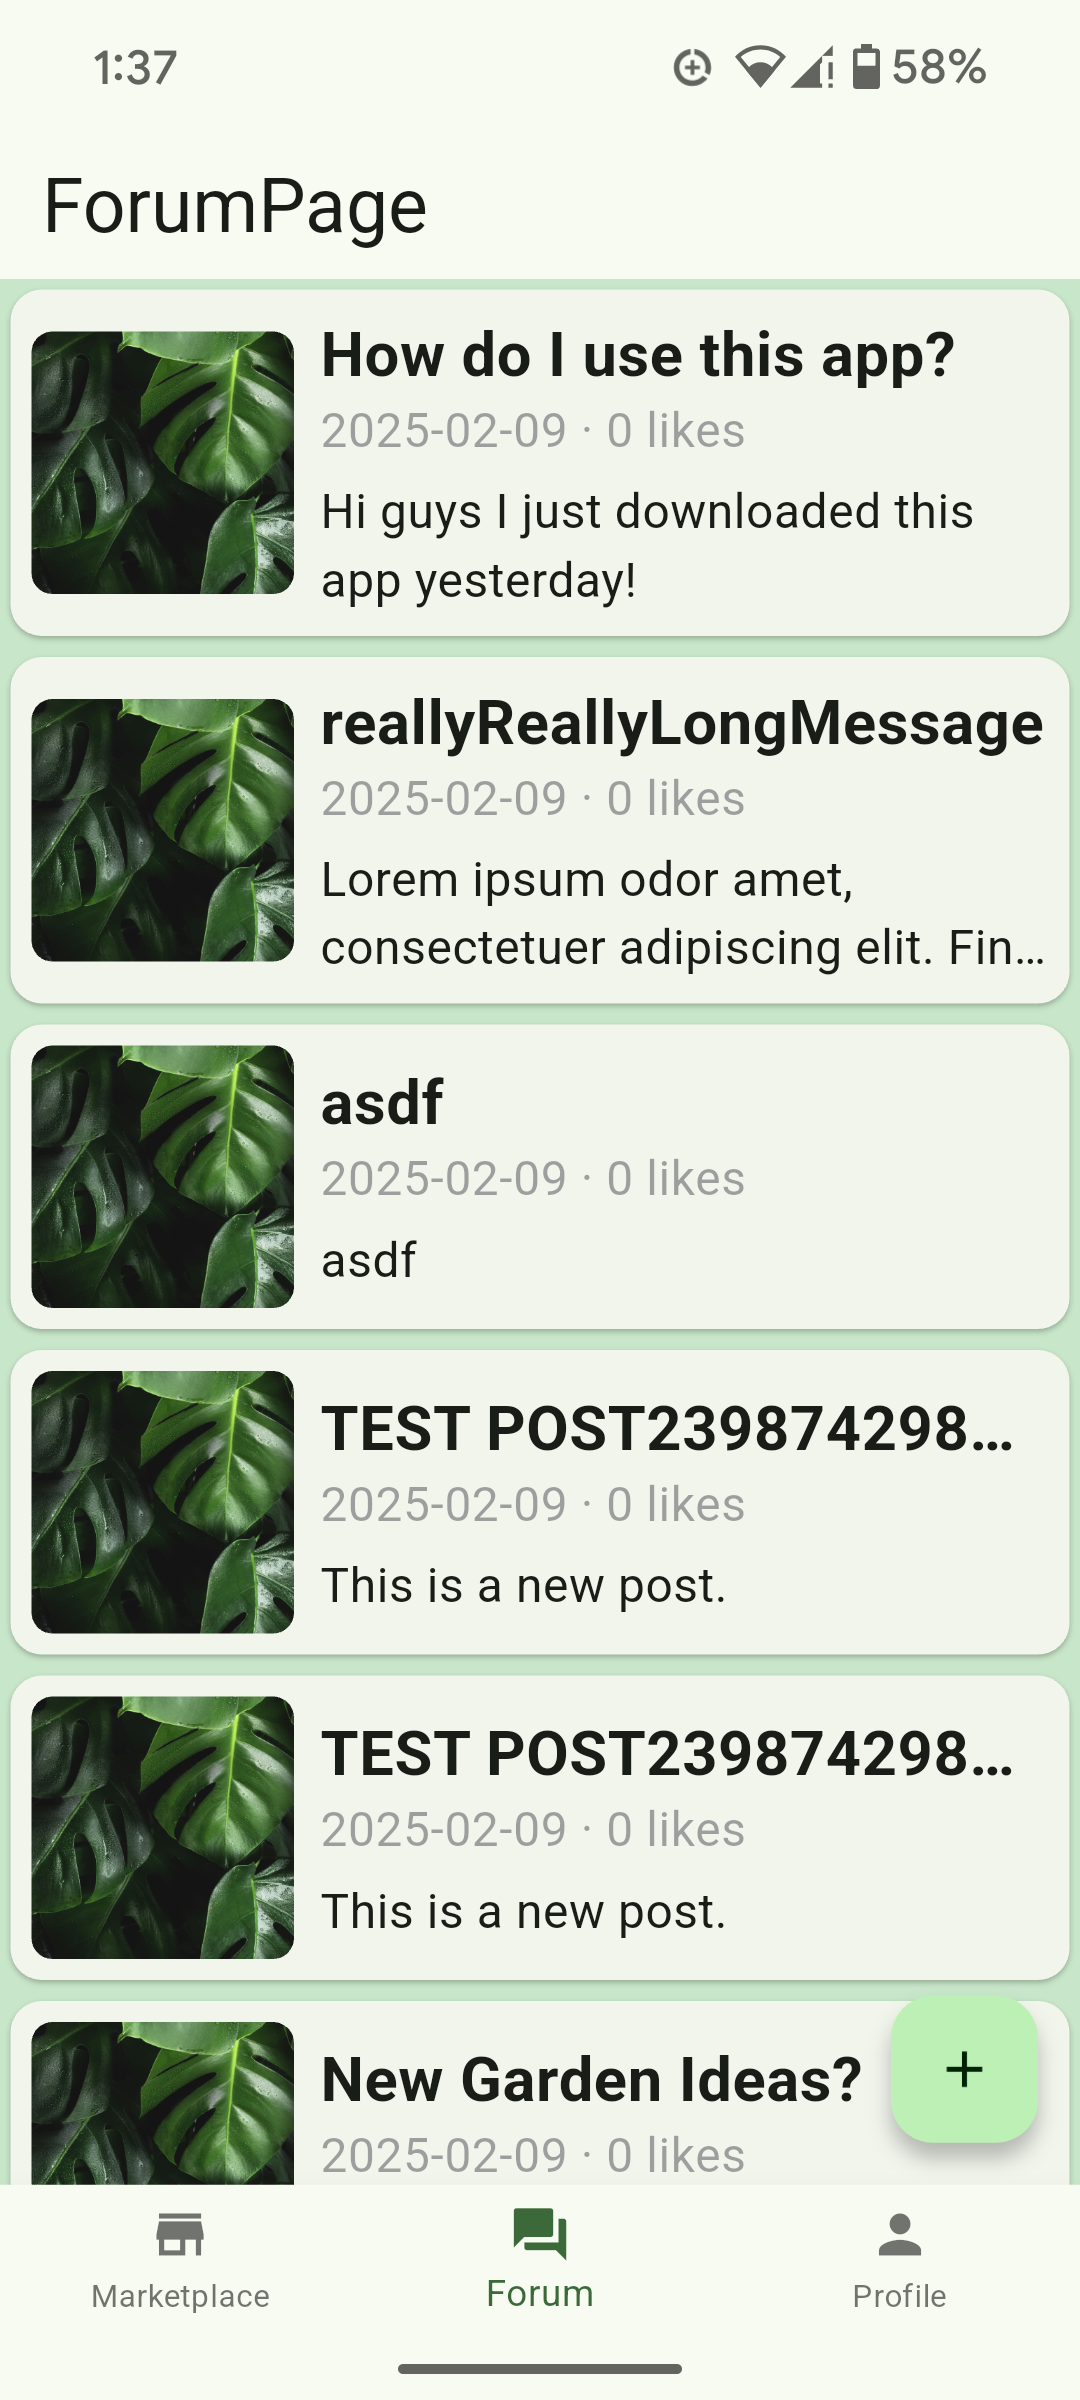 1:37
58%
ForumPage
How do I use this app?
2025-02-09 · 0 likes
Hi guys I just downloaded this
app yesterday!
reallyReallyLongMessage
2025-02-09 · 0 likes
Lorem ipsum odor amet,
consectetuer adipiscing elit. Fin…
asdf
2025-02-09 · 0 likes
asdf
TEST POST239874298…
2025-02-09 · 0 likes
This is a new post.
TEST POST239874298…
2025-02-09 · 0 likes
This is a new post.
New Garden Ideas?
2025-02-09 · 0 likes
Marketplace
Forum
Profile